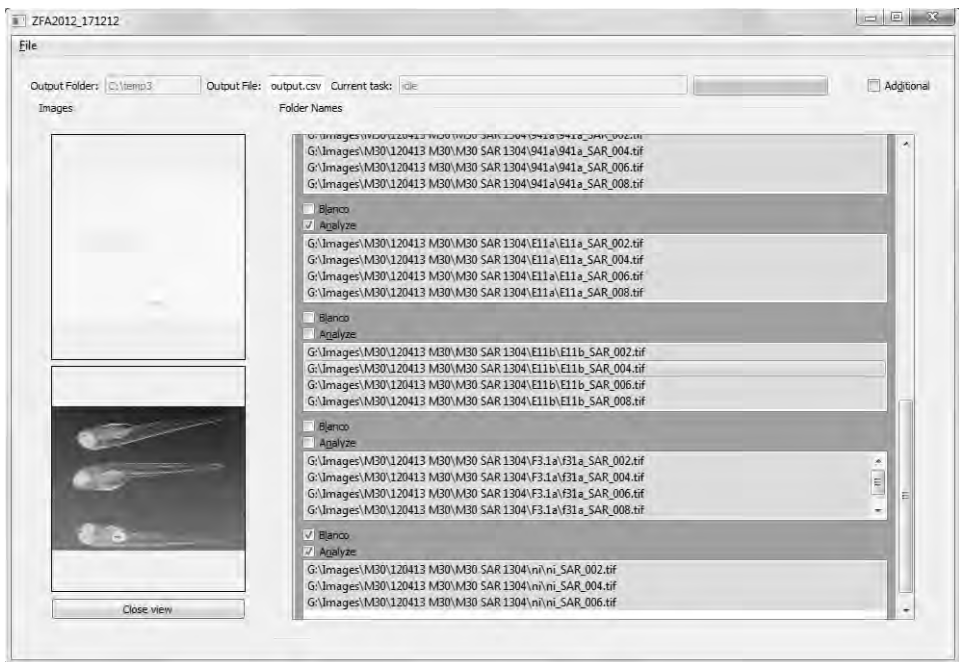 ZFA2012_171212
File
Output Folder: C:\temp3 Output File: output.csv Current task: idle Additional
Images Folder Names
G:\Images\M30\120413 M30\M30 SAR 1304\941a\941a_SAR_002.tif
G:\Images\M30\120413 M30\M30 SAR 1304\941a\941a_SAR_004.tif
G:\Images\M30\120413 M30\M30 SAR 1304\941a\941a_SAR_006.tif
G:\Images\M30\120413 M30\M30 SAR 1304\941a\941a_SAR_008.tif
Blanco
Analyze
G:\Images\M30\120413 M30\M30 SAR 1304\E11a\E11a_SAR_002.tif
G:\Images\M30\120413 M30\M30 SAR 1304\E11a\E11a_SAR_004.tif
G:\Images\M30\120413 M30\M30 SAR 1304\E11a\E11a_SAR_006.tif
G:\Images\M30\120413 M30\M30 SAR 1304\E11a\E11a_SAR_008.tif
Blanco
Analyze
G:\Images\M30\120413 M30\M30 SAR 1304\E11b\E11b_SAR_002.tif
G:\Images\M30\120413 M30\M30 SAR 1304\E11b\E11b_SAR_004.tif
G:\Images\M30\120413 M30\M30 SAR 1304\E11b\E11b_SAR_006.tif
G:\Images\M30\120413 M30\M30 SAR 1304\E11b\E11b_SAR_008.tif
Blanco
Analyze
G:\Images\M30\120413 M30\M30 SAR 1304\F3.1a\f31a_SAR_002.tif
G:\Images\M30\120413 M30\M30 SAR 1304\F3.1a\f31a_SAR_004.tif
G:\Images\M30\120413 M30\M30 SAR 1304\F3.1a\f31a_SAR_006.tif
G:\Images\M30\120413 M30\M30 SAR 1304\F3.1a\f31a_SAR_008.tif
Blanco
Analyze
G:\Images\M30\120413 M30\M30 SAR 1304\ni\ni_SAR_002.tif
G:\Images\M30\120413 M30\M30 SAR 1304\ni\ni_SAR_004.tif
G:\Images\M30\120413 M30\M30 SAR 1304\ni\ni_SAR_006.tif
Close view